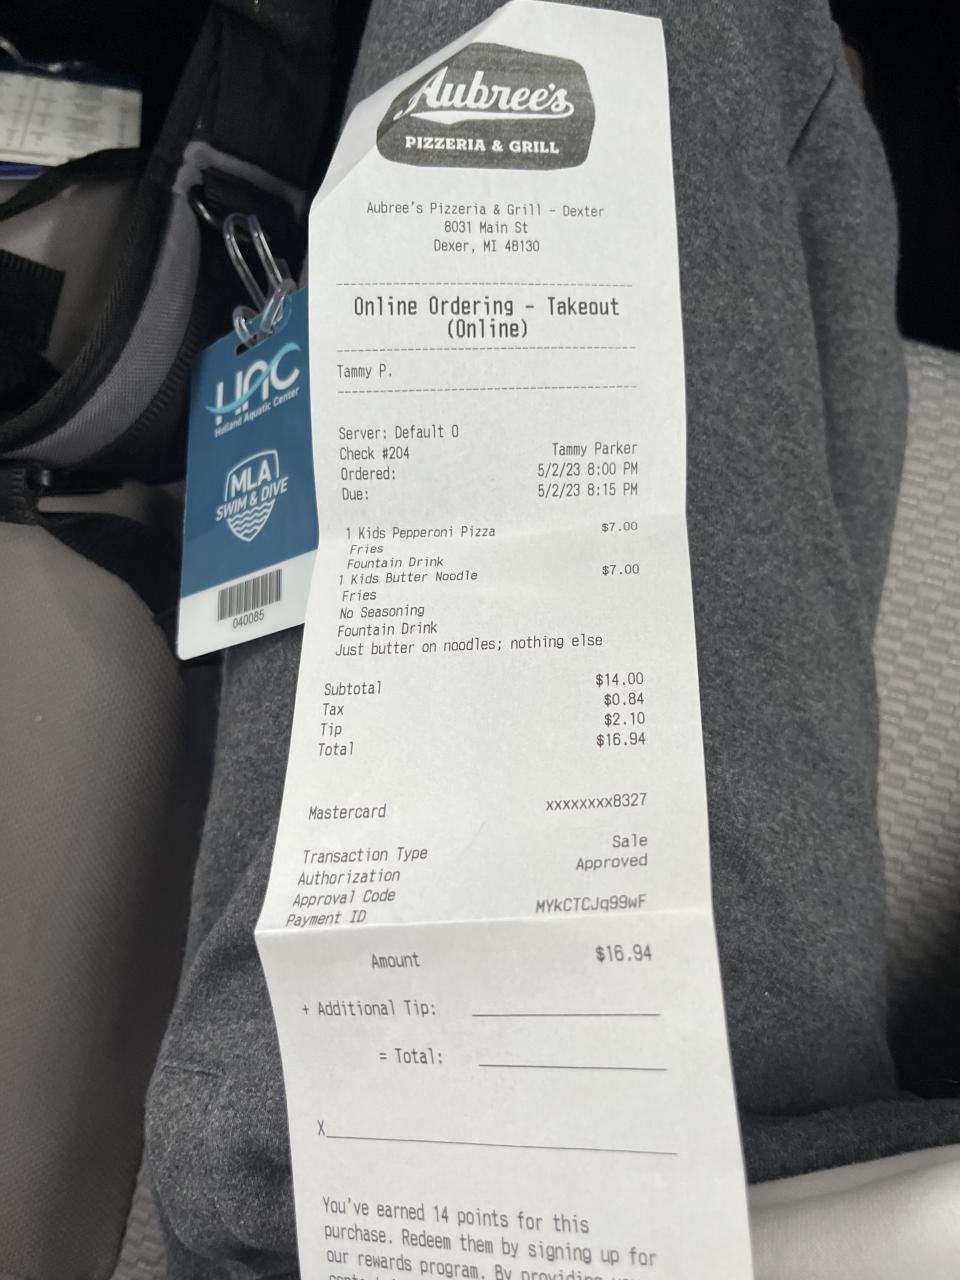 Aubree's
PIZZERIA & GRILL
Aubree's Pizzeria & Grill - Dexter
8031 Main St
Dexer, MI 48130
Online Ordering - Takeout
(Online)
Tammy P.
Server: Default O
Check #204 Tammy Parker
Ordered: 5/2/23 8:00 PM
Due: 5/2/23 8:15 PM
1 Kids Pepperoni Pizza $7.00
Fries
Fountain Drink
1 Kids Butter Noodle $7.00
Fries
No Seasoning
Fountain Drink
Just butter on noodles; nothing else
Subtotal $14.00
Tax $0.84
Tip $2.10
Total $16.94
Mastercard xxxxxxxx8327
Transaction Type Sale
Authorization Approved
Approval Code
Payment ID MYkCTCJq99wF
Amount $16.94
+ Additional Tip:
= Total:
X
You've earned 14 points for this
purchase. Redeem them by signing up for
our rewards program. By providing
HAC
Holland Aquatic Center
MLA
SWIM & DIVE
040085